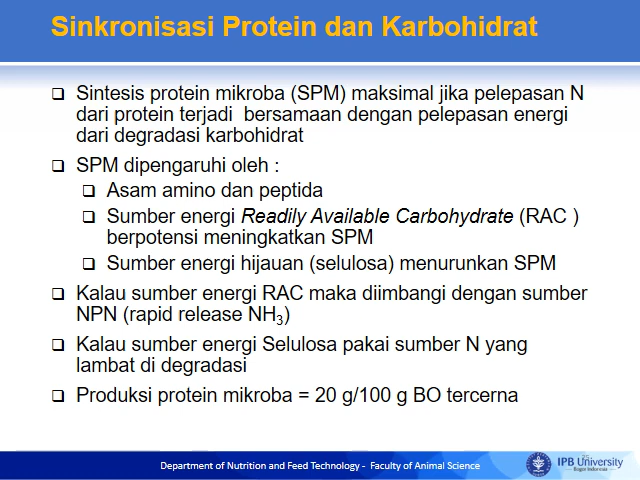 Sinkronisasi Protein dan Karbohidrat
❑ Sintesis protein mikroba (SPM) maksimal jika pelepasan N
dari protein terjadi bersamaan dengan pelepasan energi
dari degradasi karbohidrat
❑ SPM dipengaruhi oleh :
❑ Asam amino dan peptida
❑ Sumber energi Readily Available Carbohydrate (RAC )
berpotensi meningkatkan SPM
❑ Sumber energi hijauan (selulosa) menurunkan SPM
❑ Kalau sumber energi RAC maka diimbangi dengan sumber
NPN (rapid release NH₃)
❑ Kalau sumber energi Selulosa pakai sumber N yang
lambat di degradasi
❑ Produksi protein mikroba = 20 g/100 g BO tercerna
Department of Nutrition and Feed Technology - Faculty of Animal Science
IPB University
Bogor Indonesia